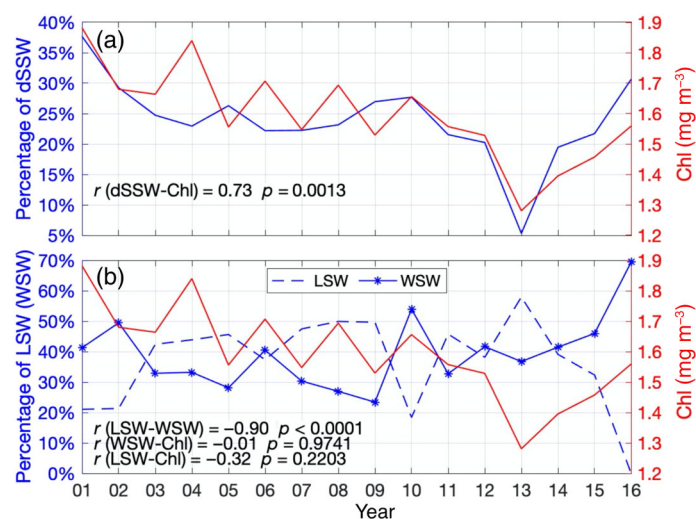 (a)
Percentage of dSSW
40%
35%
30%
25%
20%
15%
10%
5%
r (dSSW-Chl) = 0.73 p = 0.0013
1.9
1.8
1.7
1.6
1.5
1.4
1.3
1.2
Chl (mg m⁻³)
(b)
Percentage of LSW (WSW)
70%
60%
50%
40%
30%
20%
10%
0%
LSW WSW
r (LSW-WSW) = −0.90 p < 0.0001
r (WSW-Chl) = −0.01 p = 0.9741
r (LSW-Chl) = −0.32 p = 0.2203
1.9
1.8
1.7
1.6
1.5
1.4
1.3
1.2
Chl (mg m⁻³)
01 02 03 04 05 06 07 08 09 10 11 12 13 14 15 16
Year